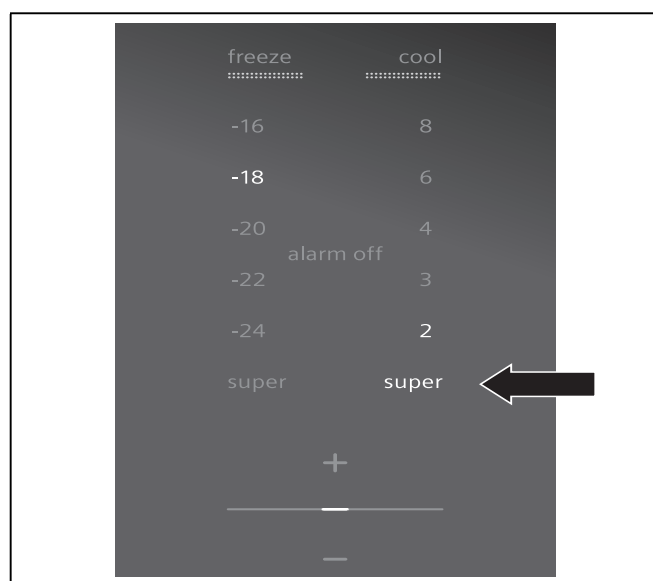 freeze cool
-16 8
-18 6
-20 4
alarm off
-22 3
-24 2
super super
+
–